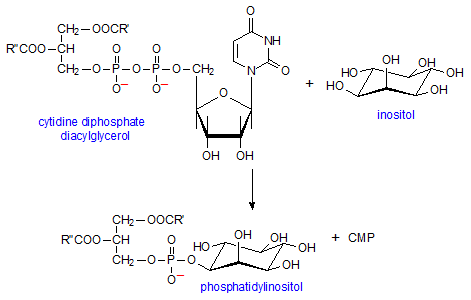 CH₂–OOCR'
R"COO–CH
CH₂–O–P–O–P–O–CH₂
O O
O⁻ O⁻
O
NH
N O
O
OH OH
cytidine diphosphate
diacylglycerol
+
HO OH OH OH
HO OH
inositol
CH₂–OOCR'
R"COO–CH
CH₂–O–P–O
O
O⁻
HO OH OH OH
OH
phosphatidylinositol
+ CMP